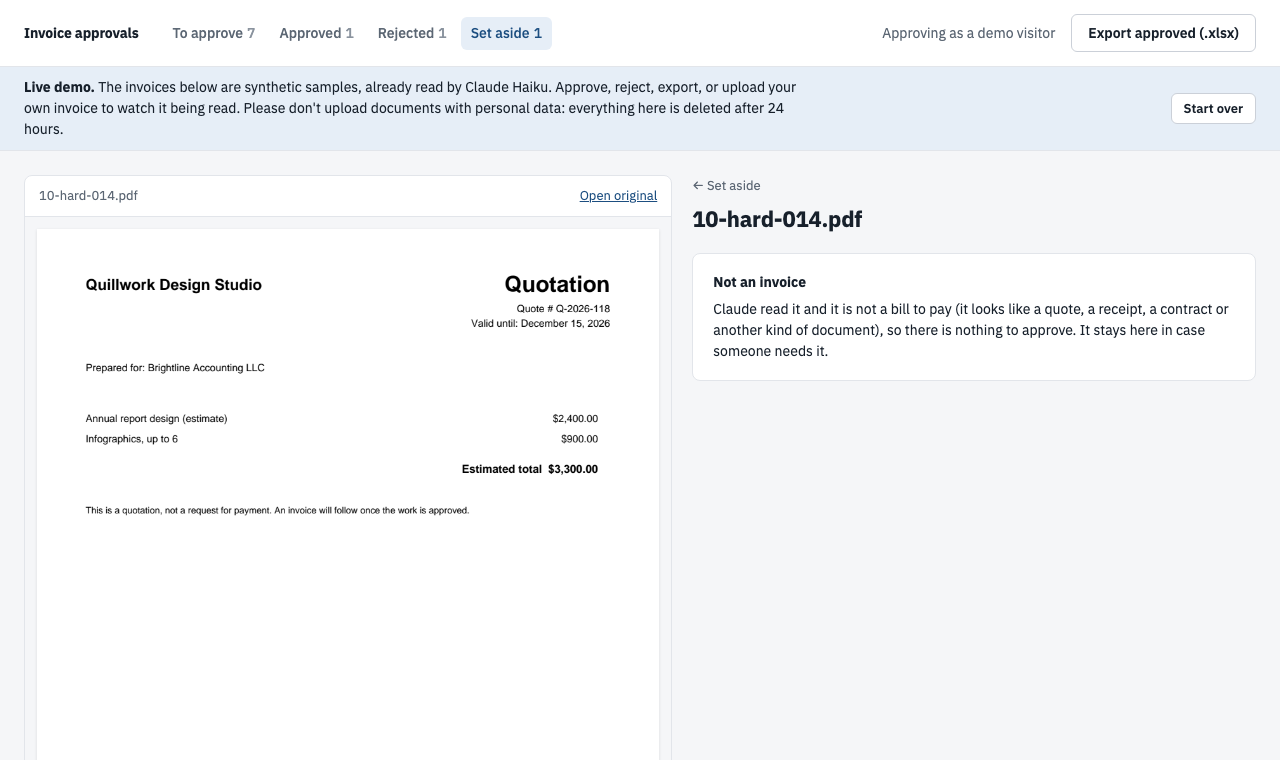 Invoice approvals
To approve 7
Approved 1
Rejected 1
Set aside 1
Approving as a demo visitor
Export approved (.xlsx)
Live demo. The invoices below are synthetic samples, already read by Claude Haiku. Approve, reject, export, or upload your
own invoice to watch it being read. Please don't upload documents with personal data: everything here is deleted after 24
hours.
Start over
10-hard-014.pdf
Open original
Quillwork Design Studio
Quotation
Quote # Q-2026-118
Valid until: December 15, 2026
Prepared for: Brightline Accounting LLC
Annual report design (estimate) $2,400.00
Infographics, up to 6 $900.00
Estimated total $3,300.00
This is a quotation, not a request for payment. An invoice will follow once the work is approved.
← Set aside
10-hard-014.pdf
Not an invoice
Claude read it and it is not a bill to pay (it looks like a quote, a receipt, a contract or
another kind of document), so there is nothing to approve. It stays here in case
someone needs it.